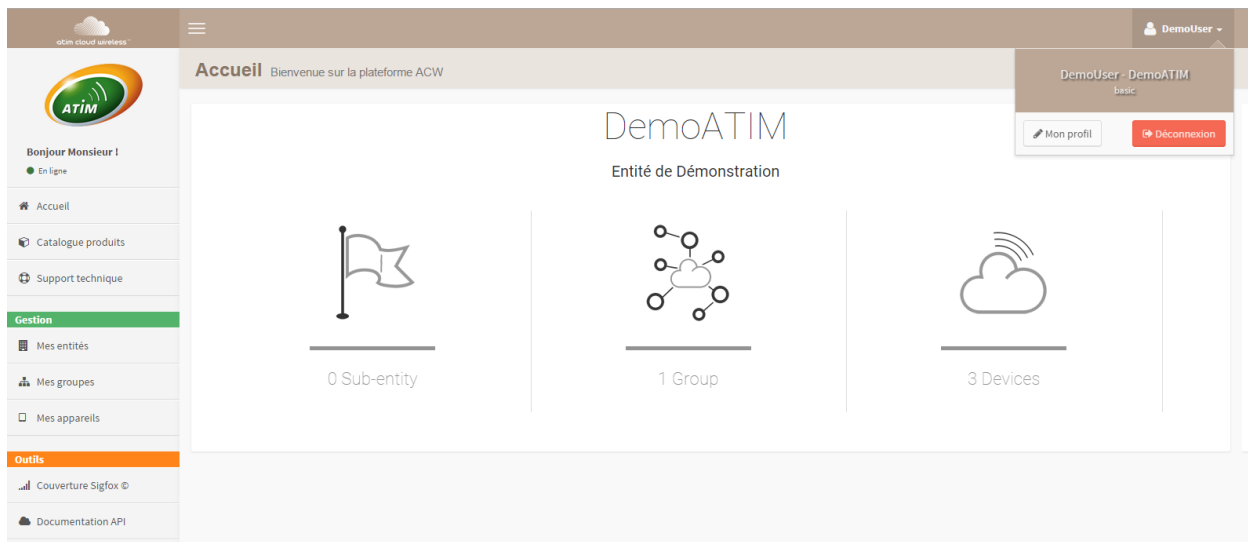 atim cloud wireless
DemoUser
ATIM
Bonjour Monsieur !
En ligne
Accueil
Catalogue produits
Support technique
Gestion
Mes entités
Mes groupes
Mes appareils
Outils
Couverture Sigfox ©
Documentation API
Accueil Bienvenue sur la plateforme ACW
DemoUser - DemoATIM
basic
Mon profil
Déconnexion
DemoATIM
Entité de Démonstration
0 Sub-entity
1 Group
3 Devices